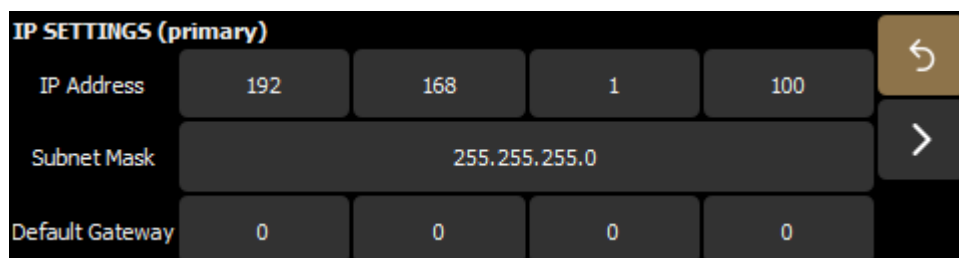 IP SETTINGS (primary)
IP Address 192 168 1 100
Subnet Mask 255.255.255.0
Default Gateway 0 0 0 0